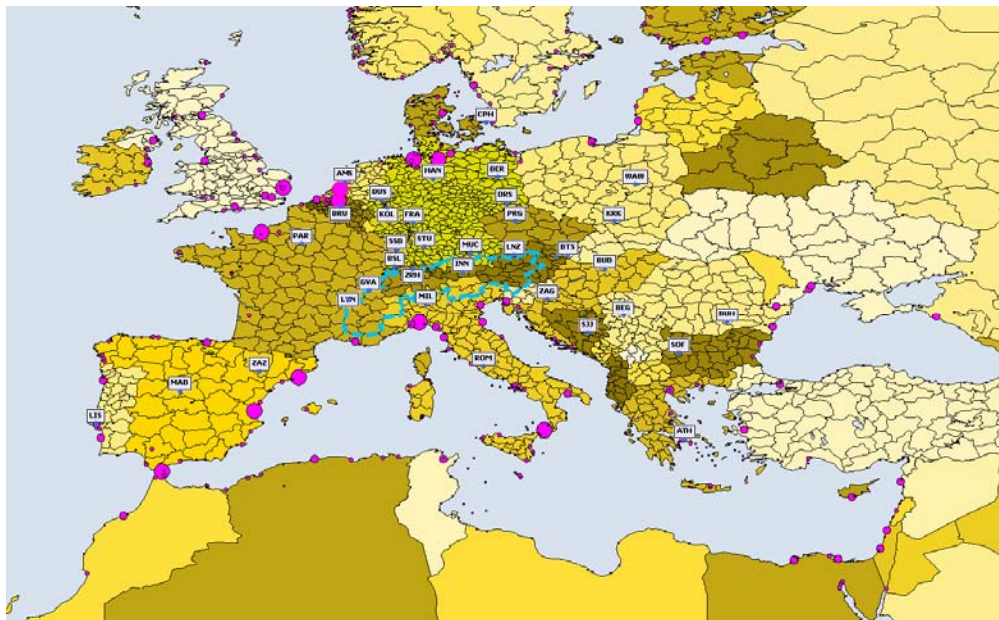 CPH
AMS
HAN
BER
WAW
DUS
DRS
BRU
KOL
FRA
PRG
KRK
PAR
SSB
STU
MUC
LNZ
BTS
BSL
INN
BUD
ZRH
GVA
ZAG
LYN
MIL
BEG
SJJ
BUH
SOF
ROM
ZAZ
MAD
LIS
ATH